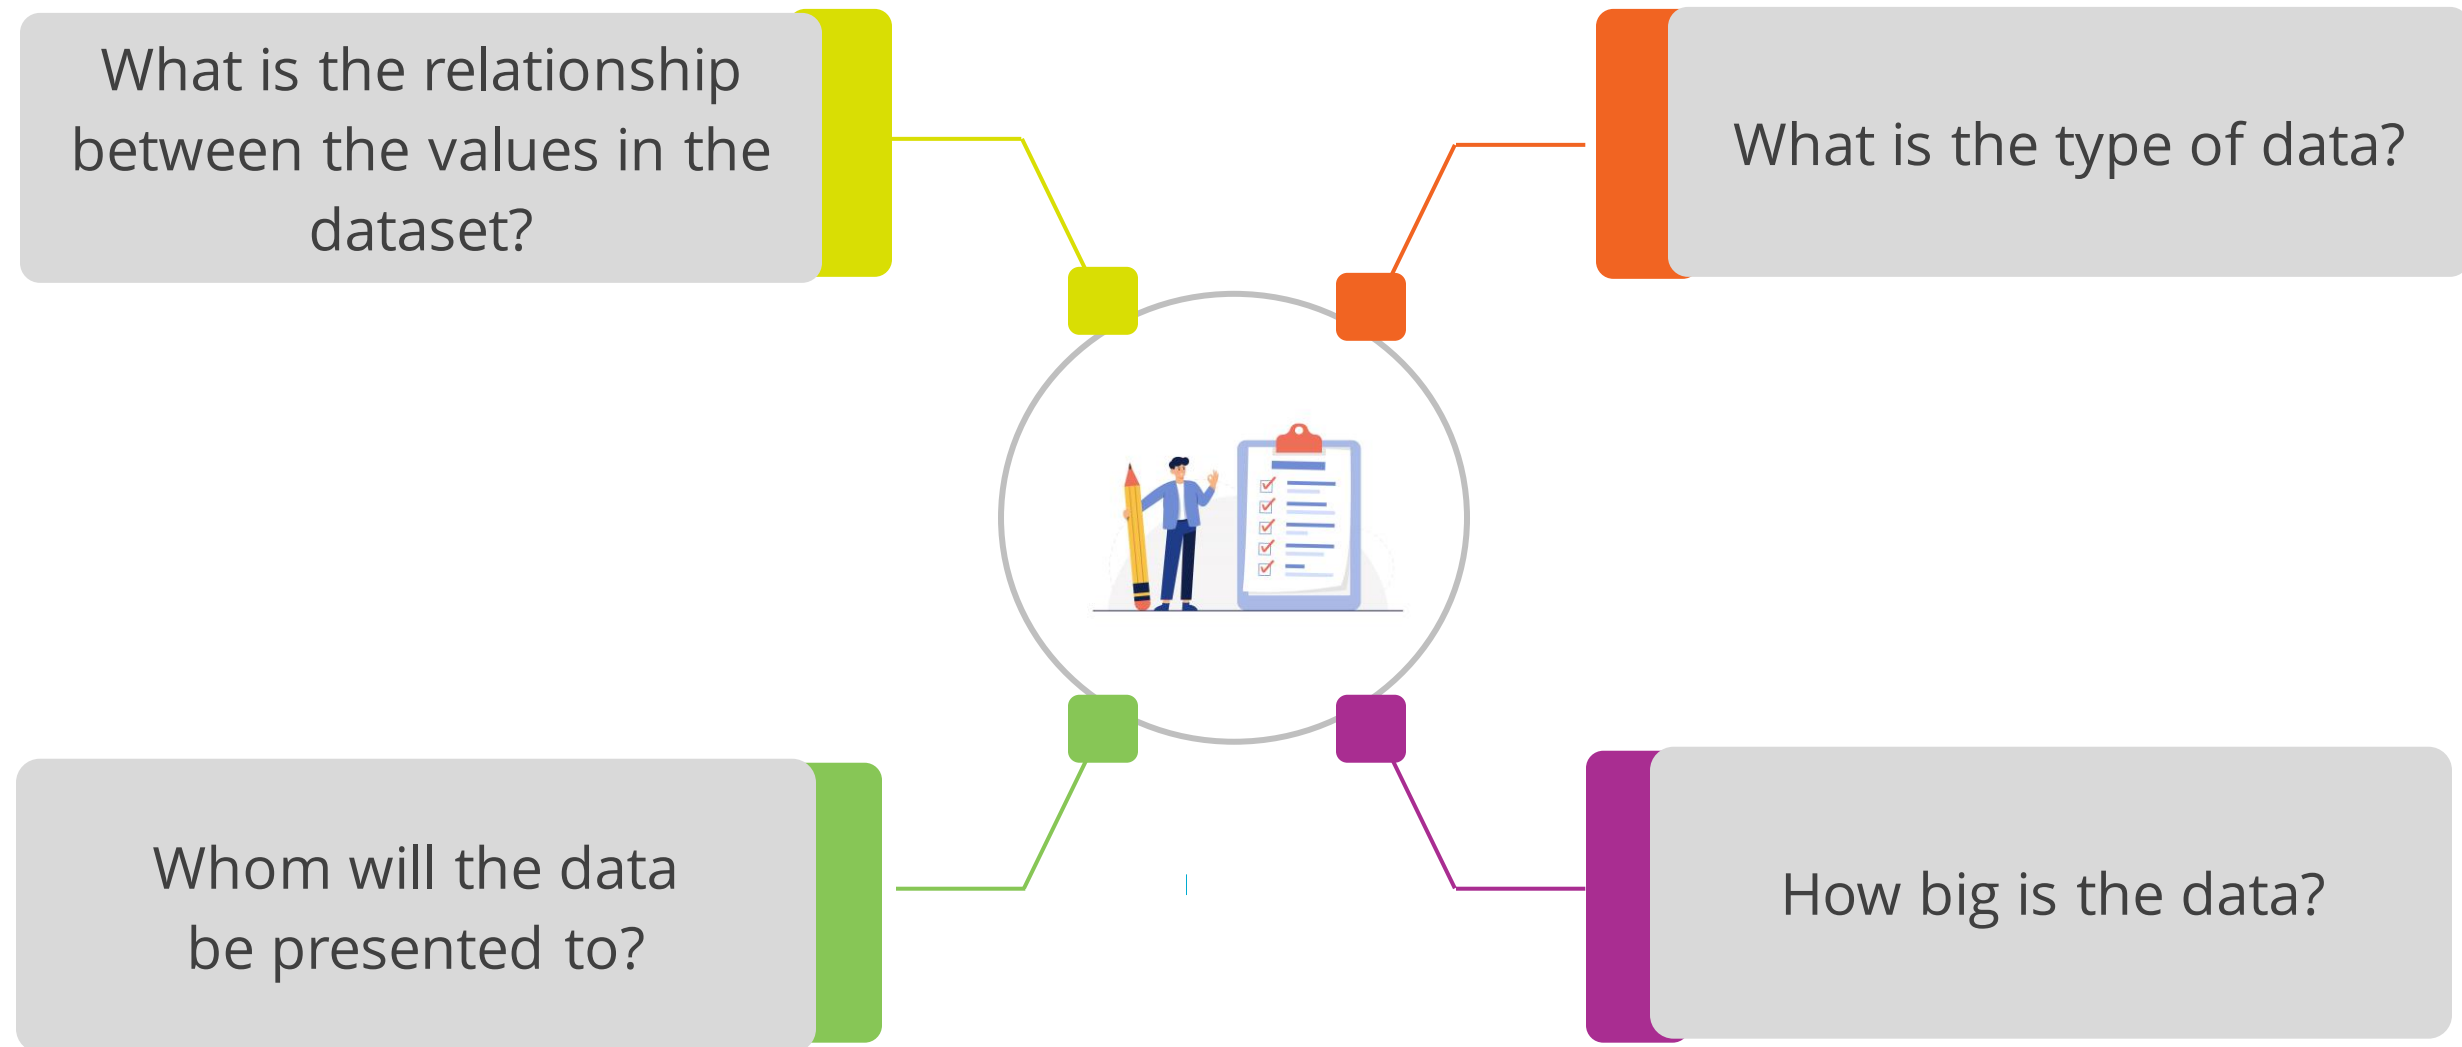 What is the relationship
between the values in the
dataset?
What is the type of data?
Whom will the data
be presented to?
How big is the data?